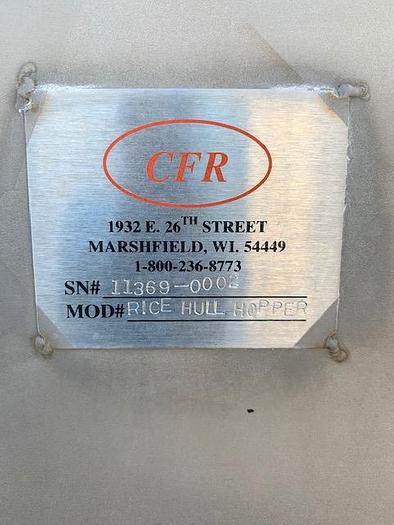 CFR
1932 E. 26TH STREET
MARSHFIELD, WI. 54449
1-800-236-8773
SN# 11369-0002
MOD# RICE HULL HOPPER